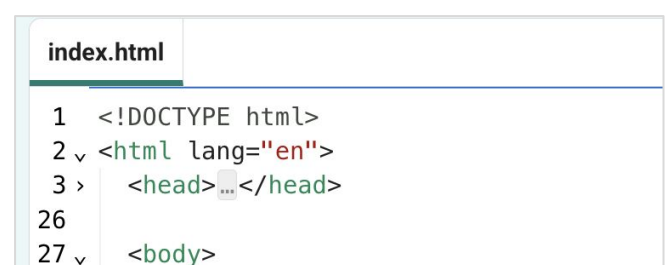 index.html
1 <!DOCTYPE html>
2 <html lang="en">
3 <head>…</head>
26
27 <body>